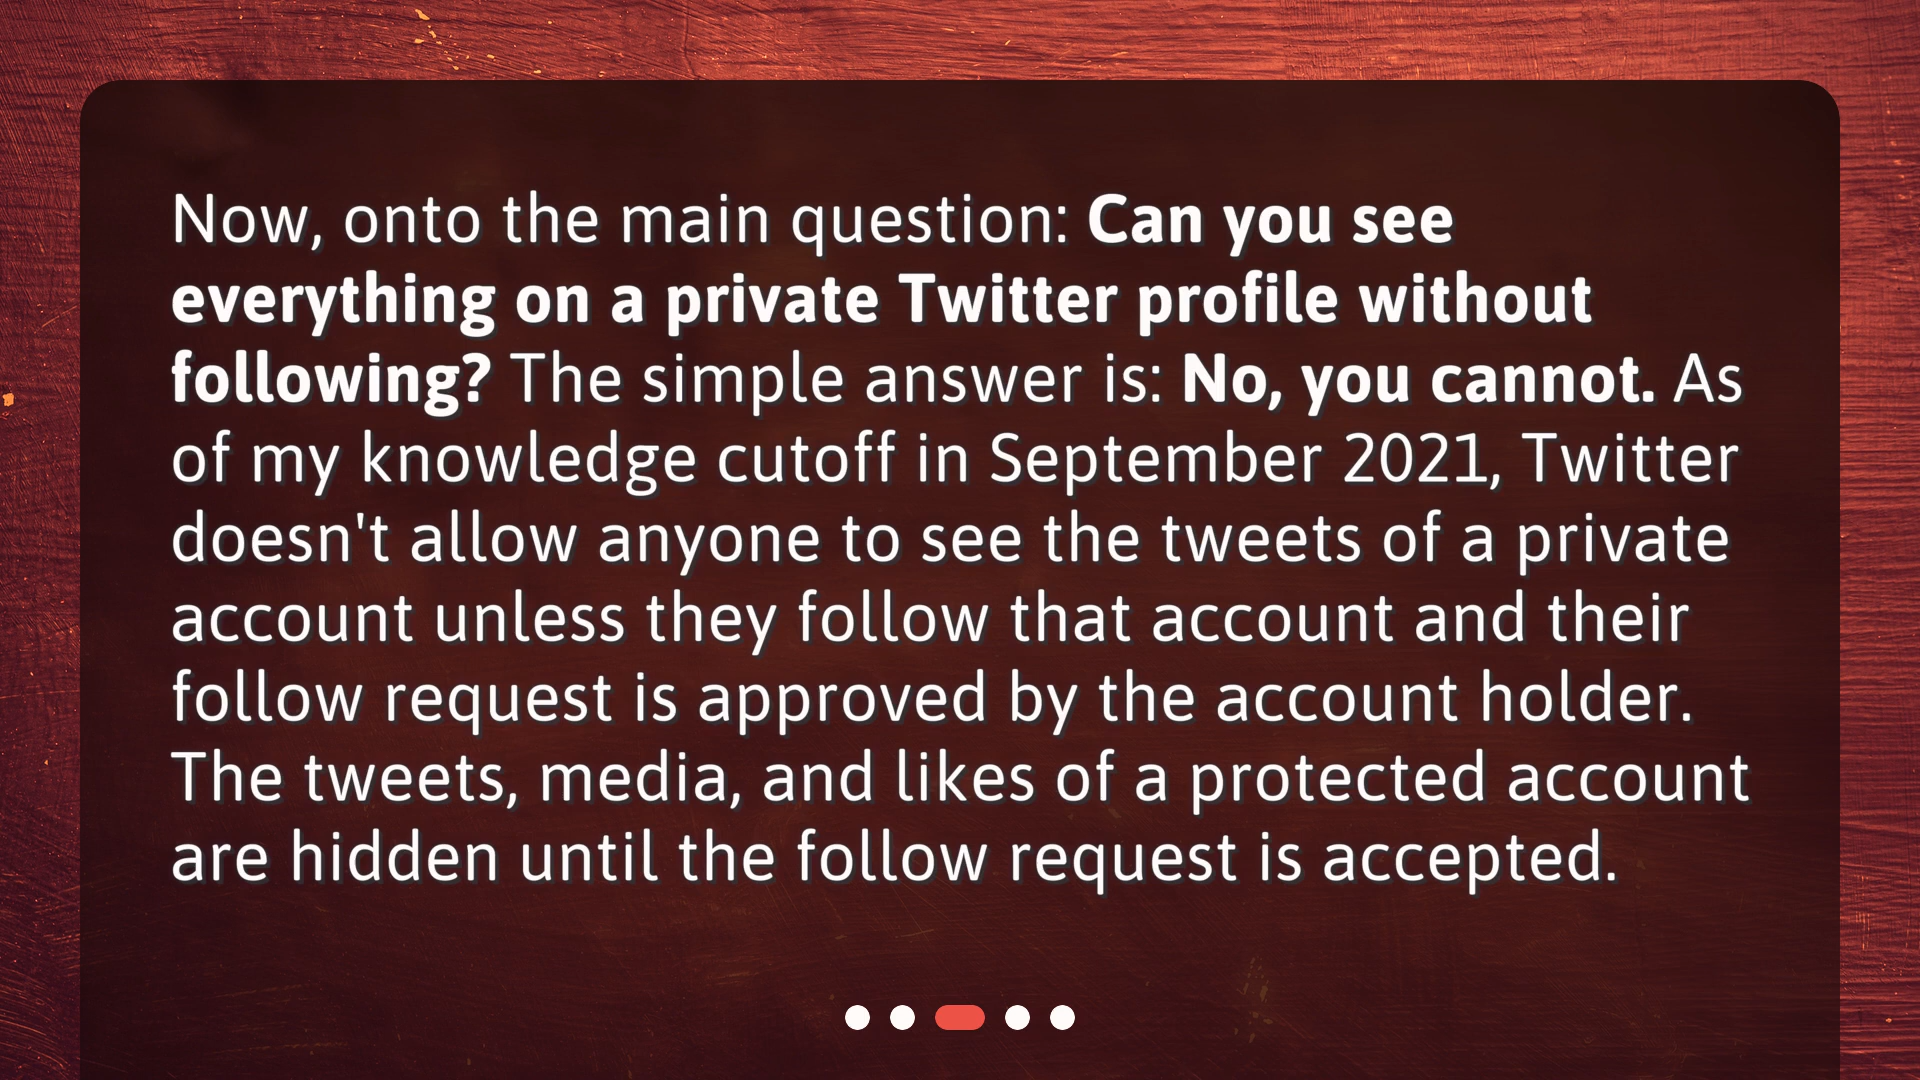 Now, onto the main question: Can you see
everything on a private Twitter profile without
following? The simple answer is: No, you cannot. As
of my knowledge cutoff in September 2021, Twitter
doesn't allow anyone to see the tweets of a private
account unless they follow that account and their
follow request is approved by the account holder.
The tweets, media, and likes of a protected account
are hidden until the follow request is accepted.